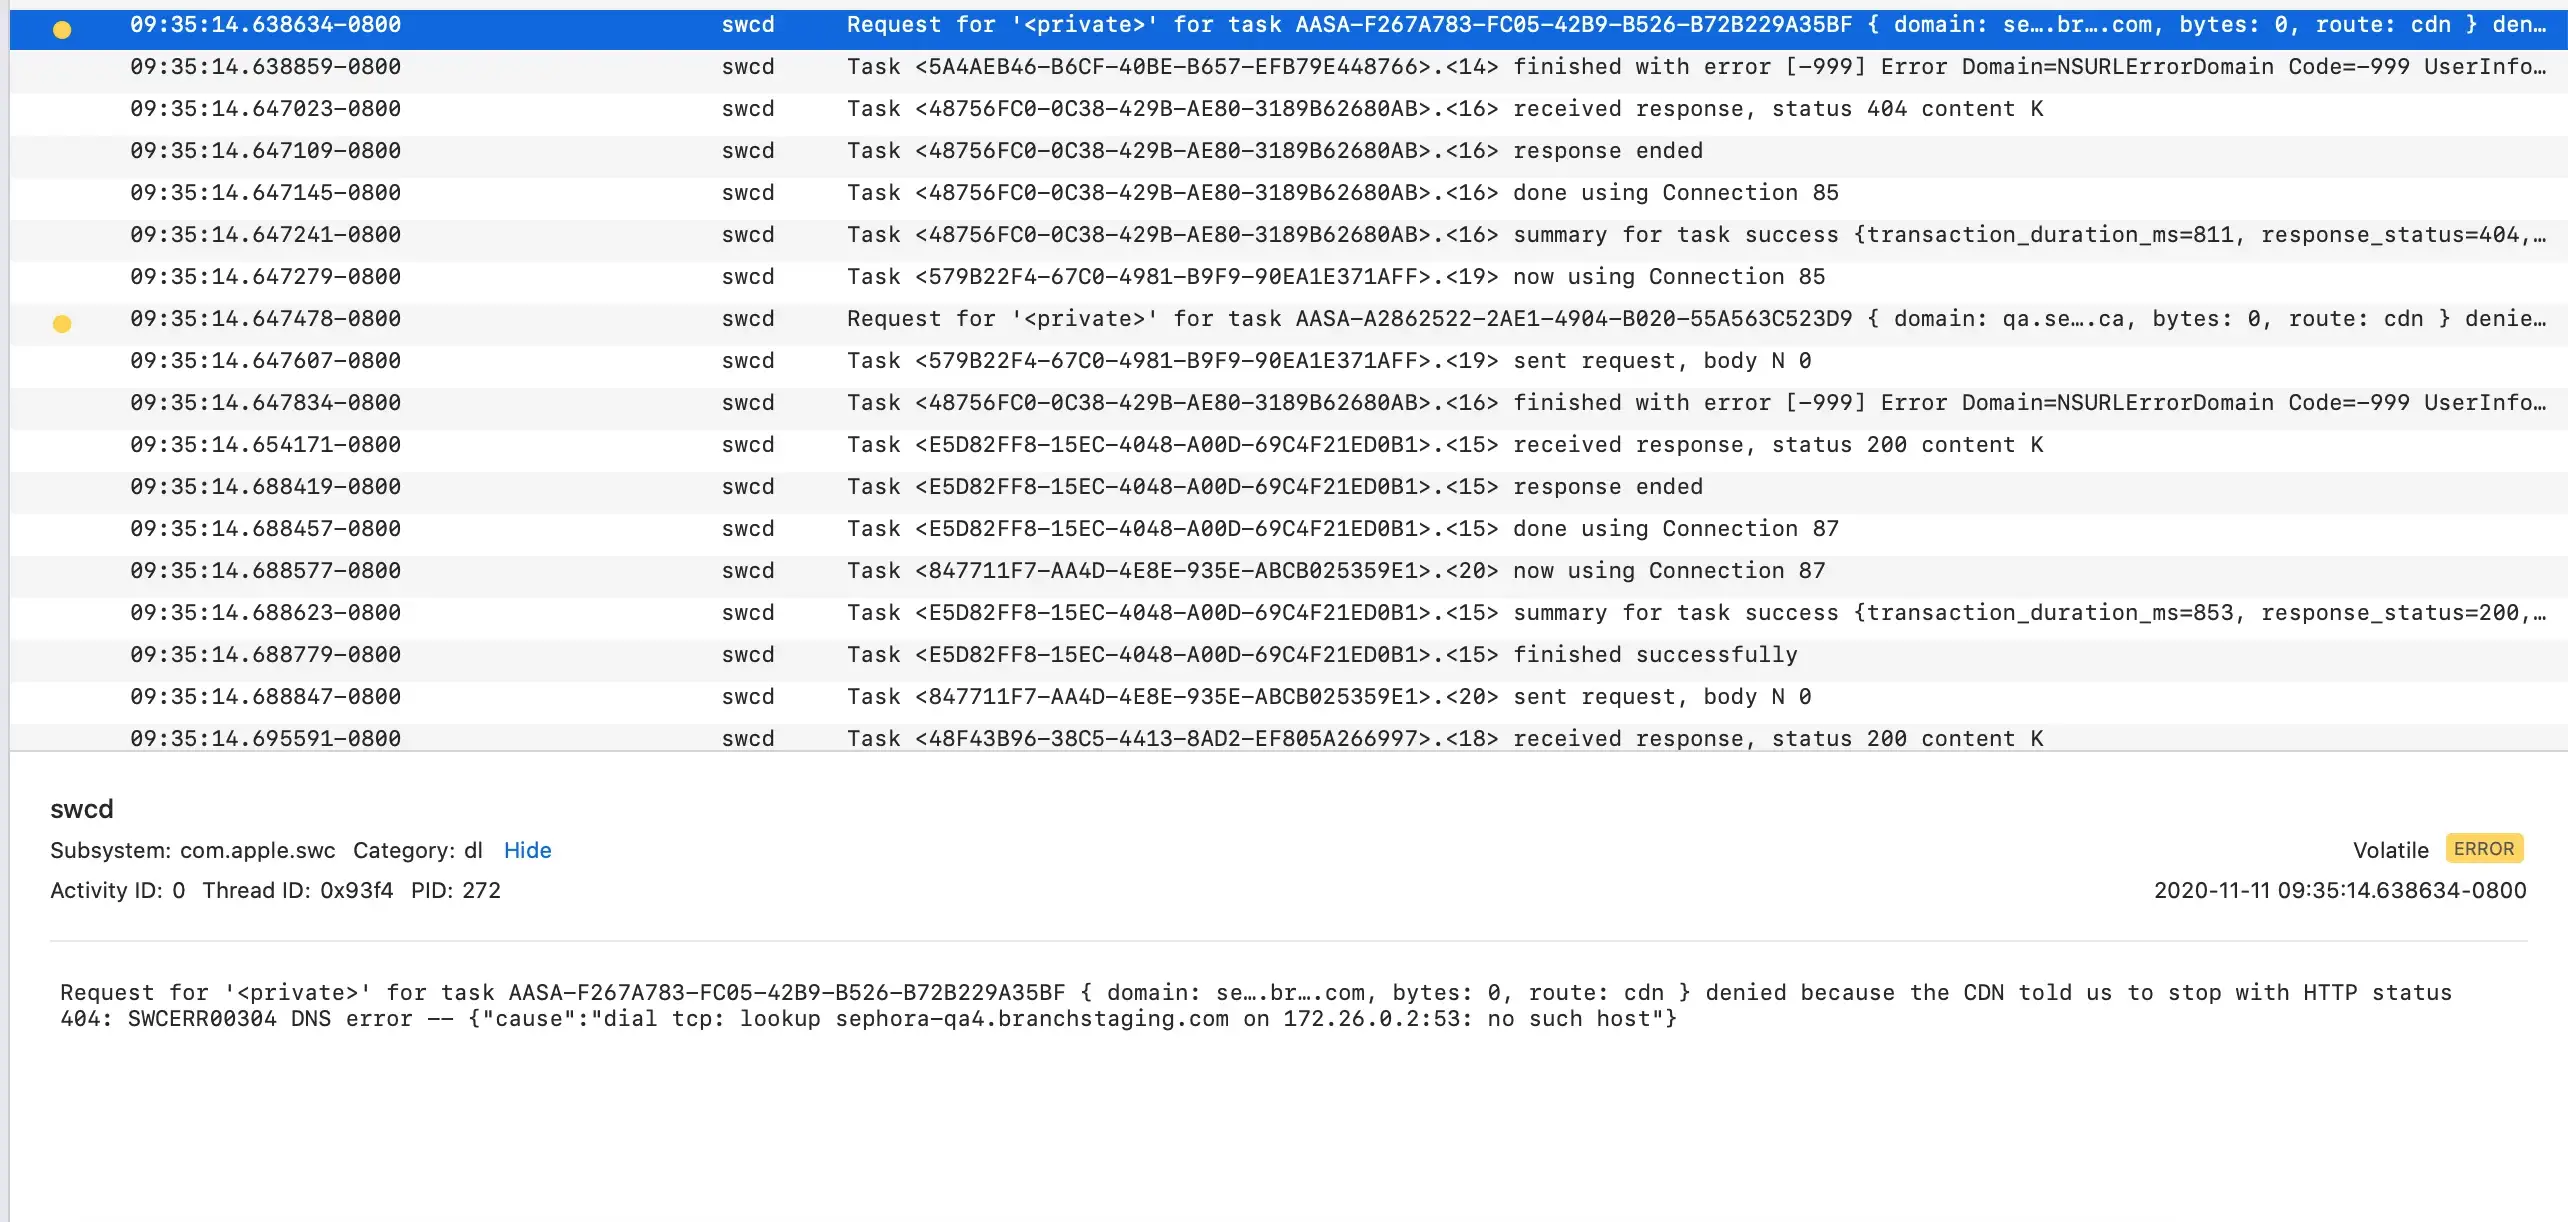 09:35:14.638634-0800 swcd Request for '<private>' for task AASA-F267A783-FC05-42B9-B526-B72B229A35BF { domain: se….br….com, bytes: 0, route: cdn } den…
09:35:14.638859-0800 swcd Task <5A4AEB46-B6CF-40BE-B657-EFB79E448766>.<14> finished with error [-999] Error Domain=NSURLErrorDomain Code=-999 UserInfo…
09:35:14.647023-0800 swcd Task <48756FC0-0C38-429B-AE80-3189B62680AB>.<16> received response, status 404 content K
09:35:14.647109-0800 swcd Task <48756FC0-0C38-429B-AE80-3189B62680AB>.<16> response ended
09:35:14.647145-0800 swcd Task <48756FC0-0C38-429B-AE80-3189B62680AB>.<16> done using Connection 85
09:35:14.647241-0800 swcd Task <48756FC0-0C38-429B-AE80-3189B62680AB>.<16> summary for task success {transaction_duration_ms=811, response_status=404,…
09:35:14.647279-0800 swcd Task <579B22F4-67C0-4981-B9F9-90EA1E371AFF>.<19> now using Connection 85
09:35:14.647478-0800 swcd Request for '<private>' for task AASA-A2862522-2AE1-4904-B020-55A563C523D9 { domain: qa.se….ca, bytes: 0, route: cdn } denie…
09:35:14.647607-0800 swcd Task <579B22F4-67C0-4981-B9F9-90EA1E371AFF>.<19> sent request, body N 0
09:35:14.647834-0800 swcd Task <48756FC0-0C38-429B-AE80-3189B62680AB>.<16> finished with error [-999] Error Domain=NSURLErrorDomain Code=-999 UserInfo…
09:35:14.654171-0800 swcd Task <E5D82FF8-15EC-4048-A00D-69C4F21ED0B1>.<15> received response, status 200 content K
09:35:14.688419-0800 swcd Task <E5D82FF8-15EC-4048-A00D-69C4F21ED0B1>.<15> response ended
09:35:14.688457-0800 swcd Task <E5D82FF8-15EC-4048-A00D-69C4F21ED0B1>.<15> done using Connection 87
09:35:14.688577-0800 swcd Task <847711F7-AA4D-4E8E-935E-ABCB025359E1>.<20> now using Connection 87
09:35:14.688623-0800 swcd Task <E5D82FF8-15EC-4048-A00D-69C4F21ED0B1>.<15> summary for task success {transaction_duration_ms=853, response_status=200,…
09:35:14.688779-0800 swcd Task <E5D82FF8-15EC-4048-A00D-69C4F21ED0B1>.<15> finished successfully
09:35:14.688847-0800 swcd Task <847711F7-AA4D-4E8E-935E-ABCB025359E1>.<20> sent request, body N 0
09:35:14.695591-0800 swcd Task <48F43B96-38C5-4413-8AD2-EF805A266997>.<18> received response, status 200 content K
swcd
Subsystem: com.apple.swc Category: dl Hide Volatile ERROR
Activity ID: 0 Thread ID: 0x93f4 PID: 272 2020-11-11 09:35:14.638634-0800
Request for '<private>' for task AASA-F267A783-FC05-42B9-B526-B72B229A35BF { domain: se….br….com, bytes: 0, route: cdn } denied because the CDN told us to stop with HTTP status
404: SWCERR00304 DNS error -- {"cause":"dial tcp: lookup sephora-qa4.branchstaging.com on 172.26.0.2:53: no such host"}